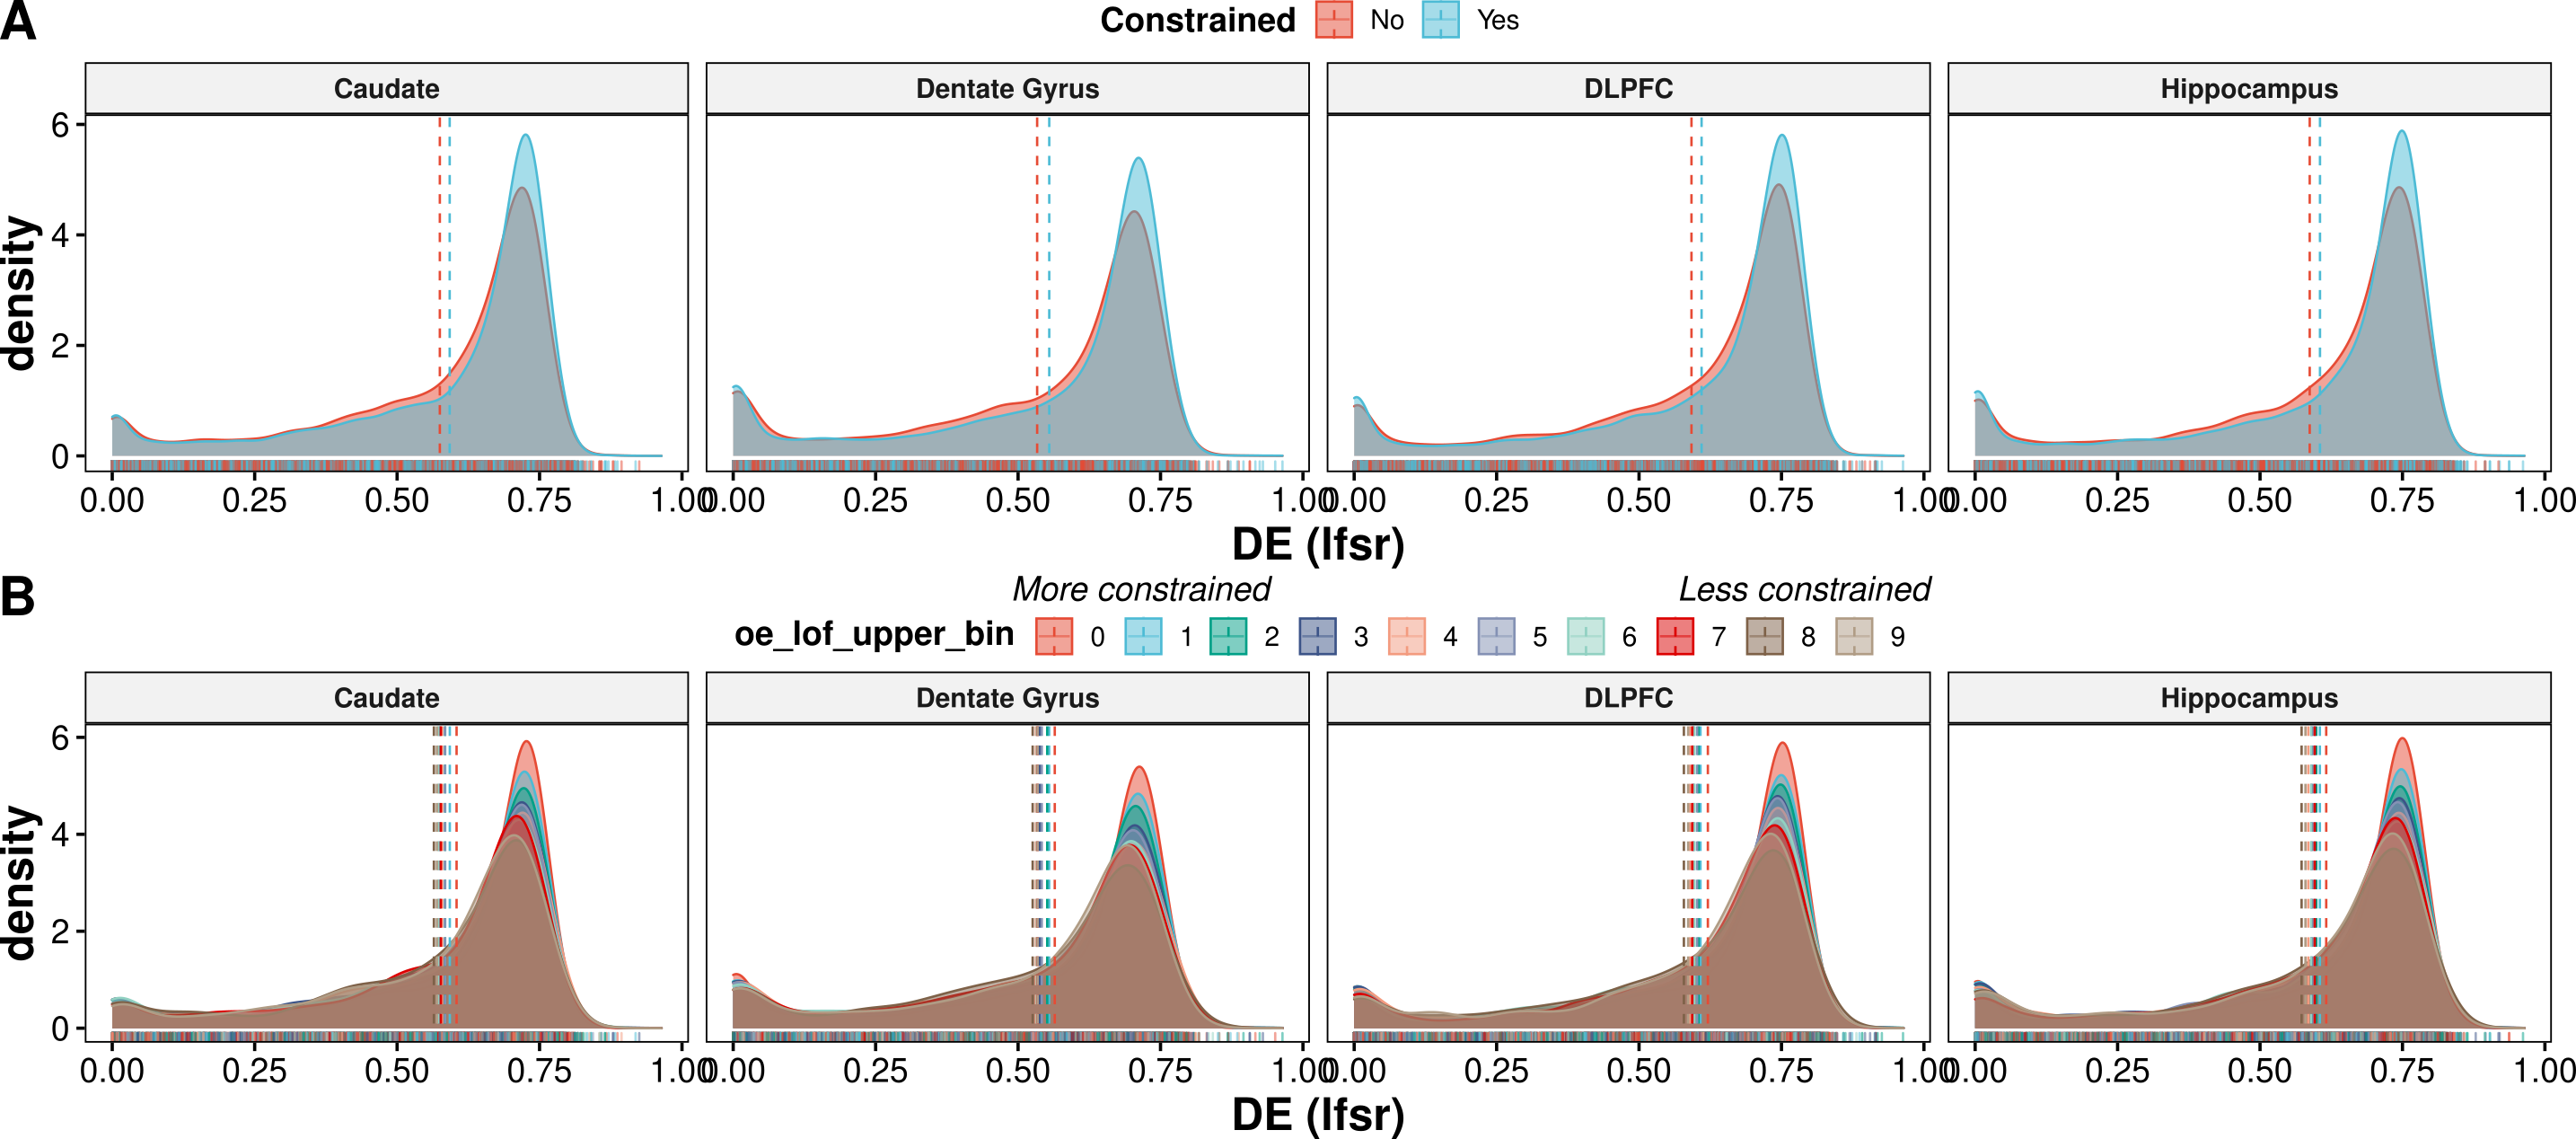 A
Constrained No Yes
Caudate Dentate Gyrus DLPFC Hippocampus
density
6
4
2
0
0.00 0.25 0.50 0.75 1.00 0.00 0.25 0.50 0.75 1.00 0.00 0.25 0.50 0.75 1.00 0.00 0.25 0.50 0.75 1.00
DE (lfsr)
B
More constrained Less constrained
oe_lof_upper_bin 0 1 2 3 4 5 6 7 8 9
Caudate Dentate Gyrus DLPFC Hippocampus
density
6
4
2
0
0.00 0.25 0.50 0.75 1.00 0.00 0.25 0.50 0.75 1.00 0.00 0.25 0.50 0.75 1.00 0.00 0.25 0.50 0.75 1.00
DE (lfsr)